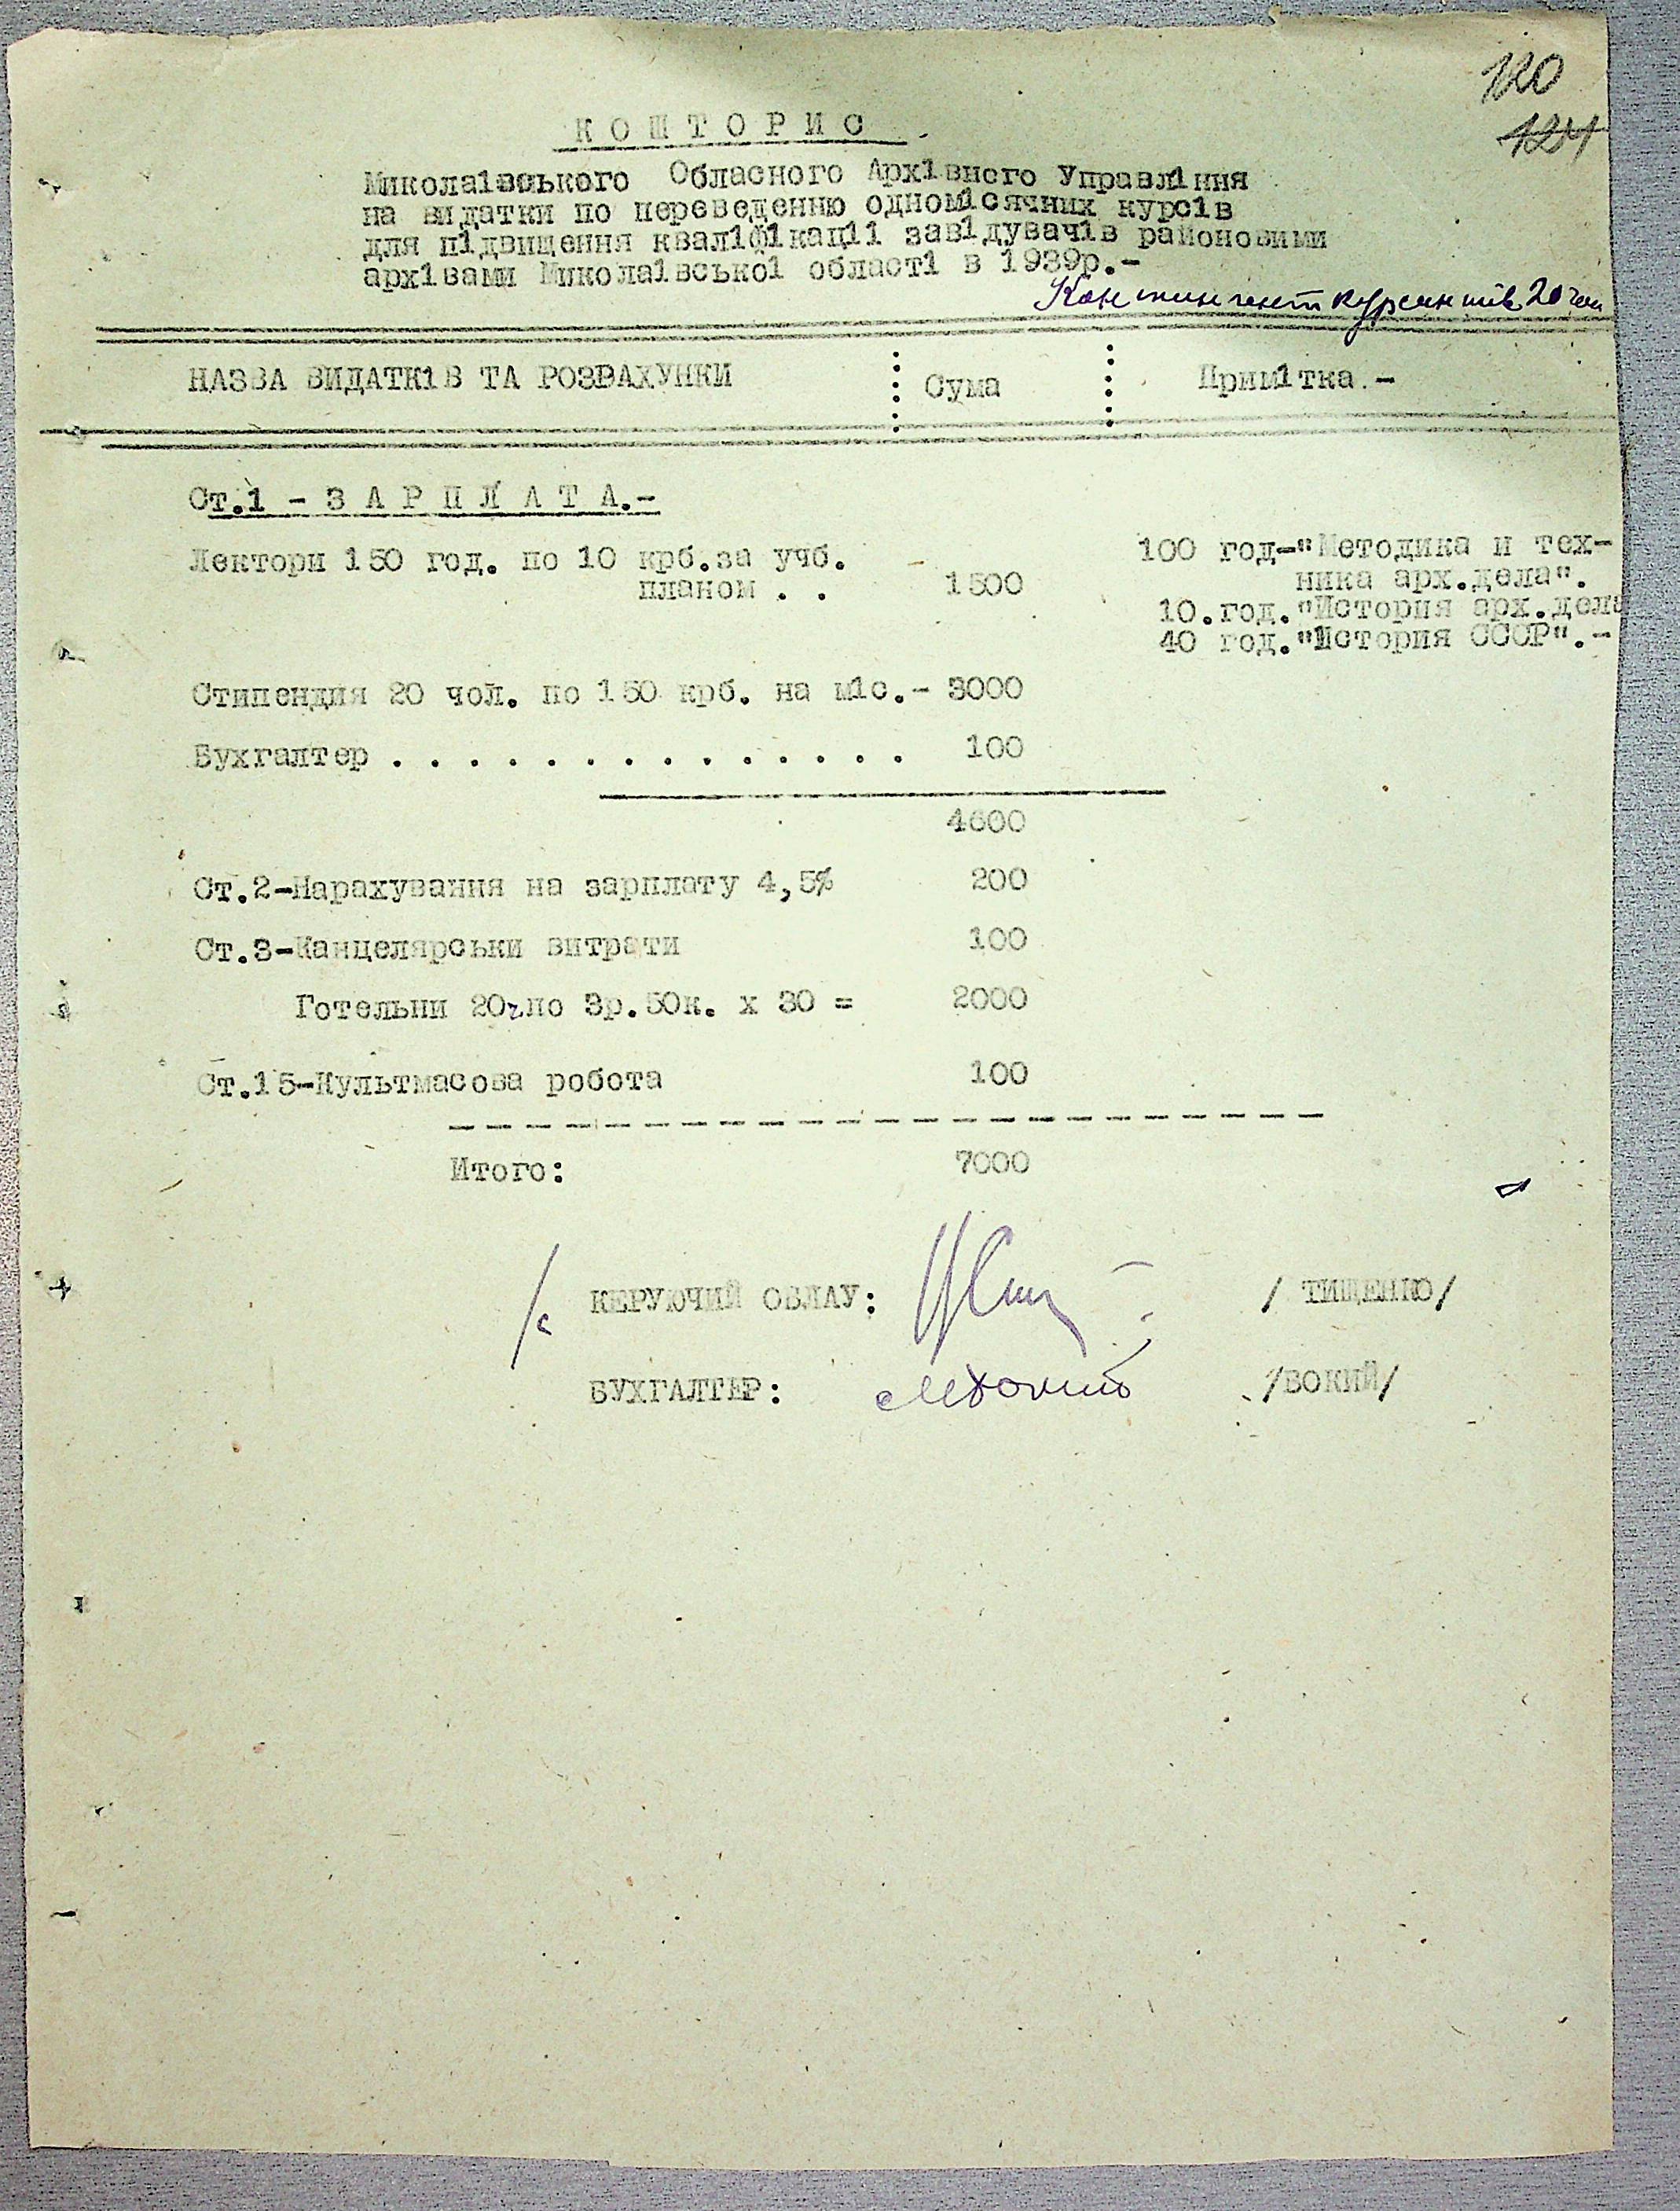 120
124
К О Ш Т О Р И С
Миколаївського Обласного Архівного Управління
на видатки по переведенню одномісячних курсів
для підвищення кваліфікації завідувачів районовими
архівами Миколаівської області в 1939р.-
Контингент курсантів 20 чол
НАЗВА ВИДАТКІВ ТА РОЗРАХУНКИ : Сума : Примітка.-
Ст.1 - З А Р П Л А Т А.-
Лектори 150 год. по 10 крб.за учб. 100 год-"Методика и тех-
планом . . 1500 ника арх.дела".
10.год."История арх.дела
40 год."История СССР".-
Стипендия 20 чол. по 150 крб. на міс.- 3000
Бухгалтер . . . . . . . . . . . . . . 100
4600
Ст.2-Нарахування на зарплату 4,5% 200
Ст.3-Канцелярськи витрати 100
Готельни 20ч по 3р.50к. х 30 = 2000
Ст.15-Культмасова робота 100
Итого: 7000
КЕРУЮЧИЙ ОБЛАУ: / ТИЩЕНКО/
БУХГАЛТЕР: /БОКИЙ/